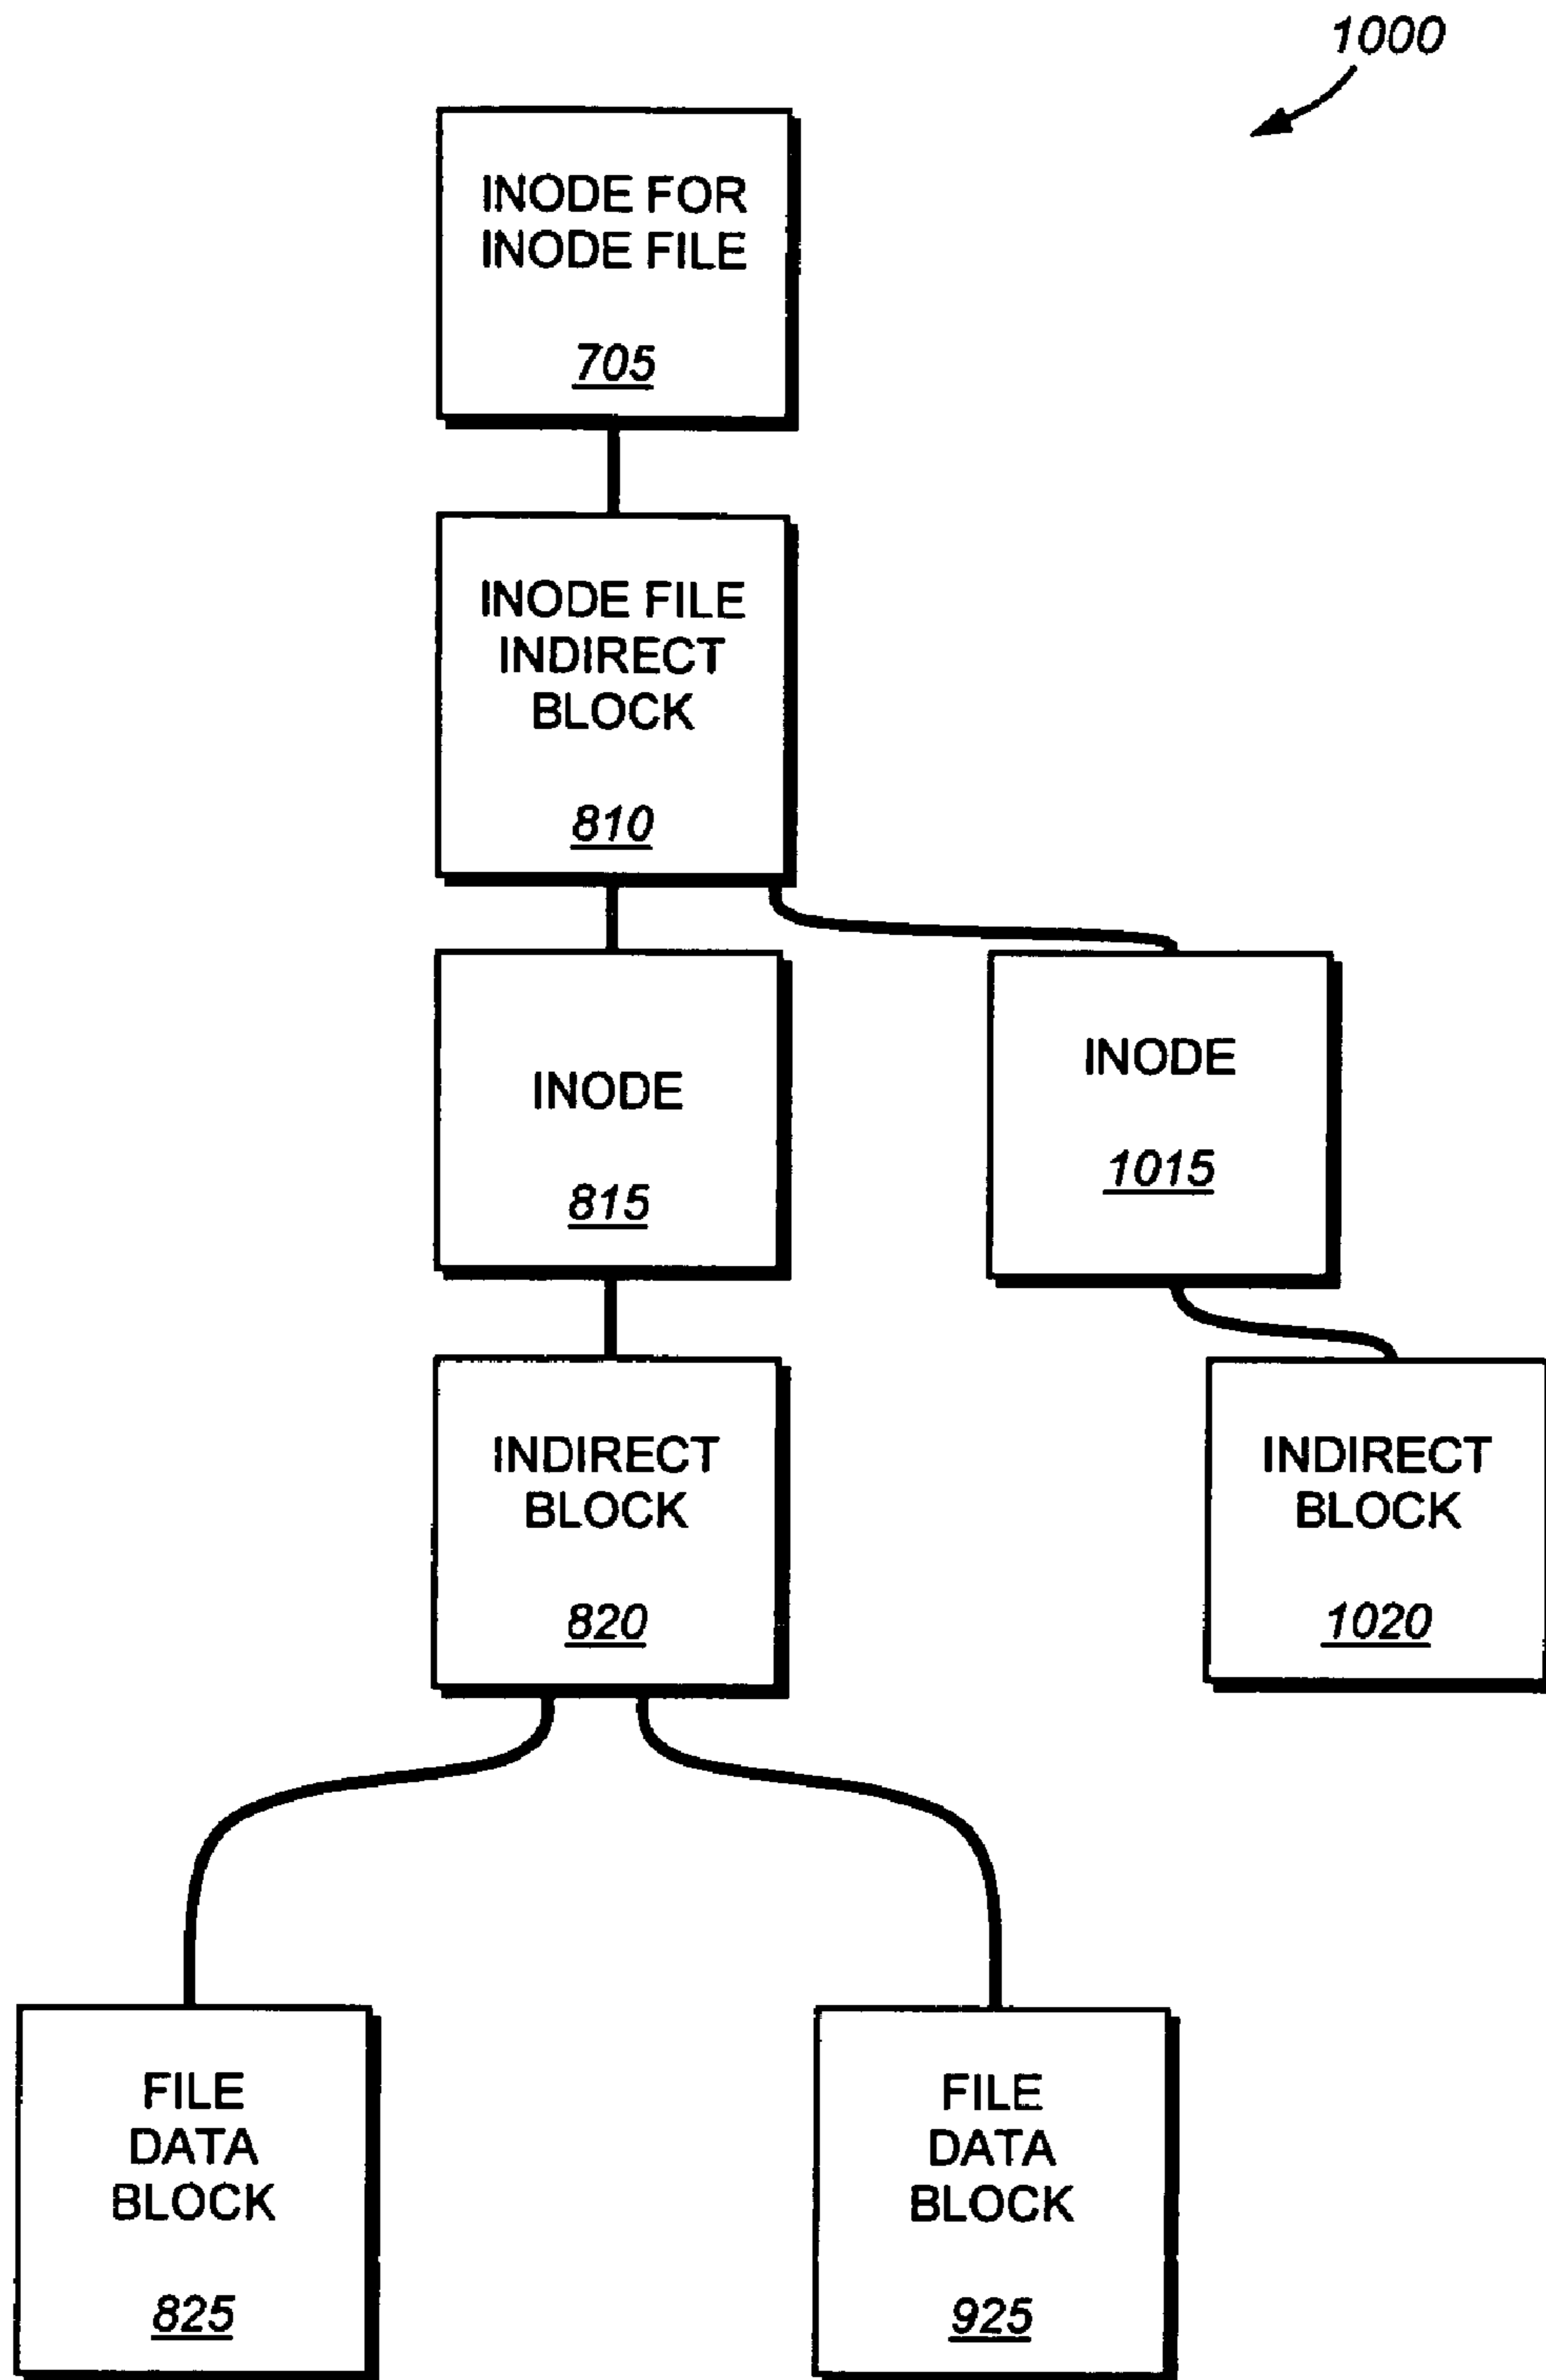 1000
INODE FOR
INODE FILE
705
INODE FILE
INDIRECT
BLOCK
810
INODE
815
INODE
1015
INDIRECT
BLOCK
820
INDIRECT
BLOCK
1020
FILE
DATA
BLOCK
825
FILE
DATA
BLOCK
925